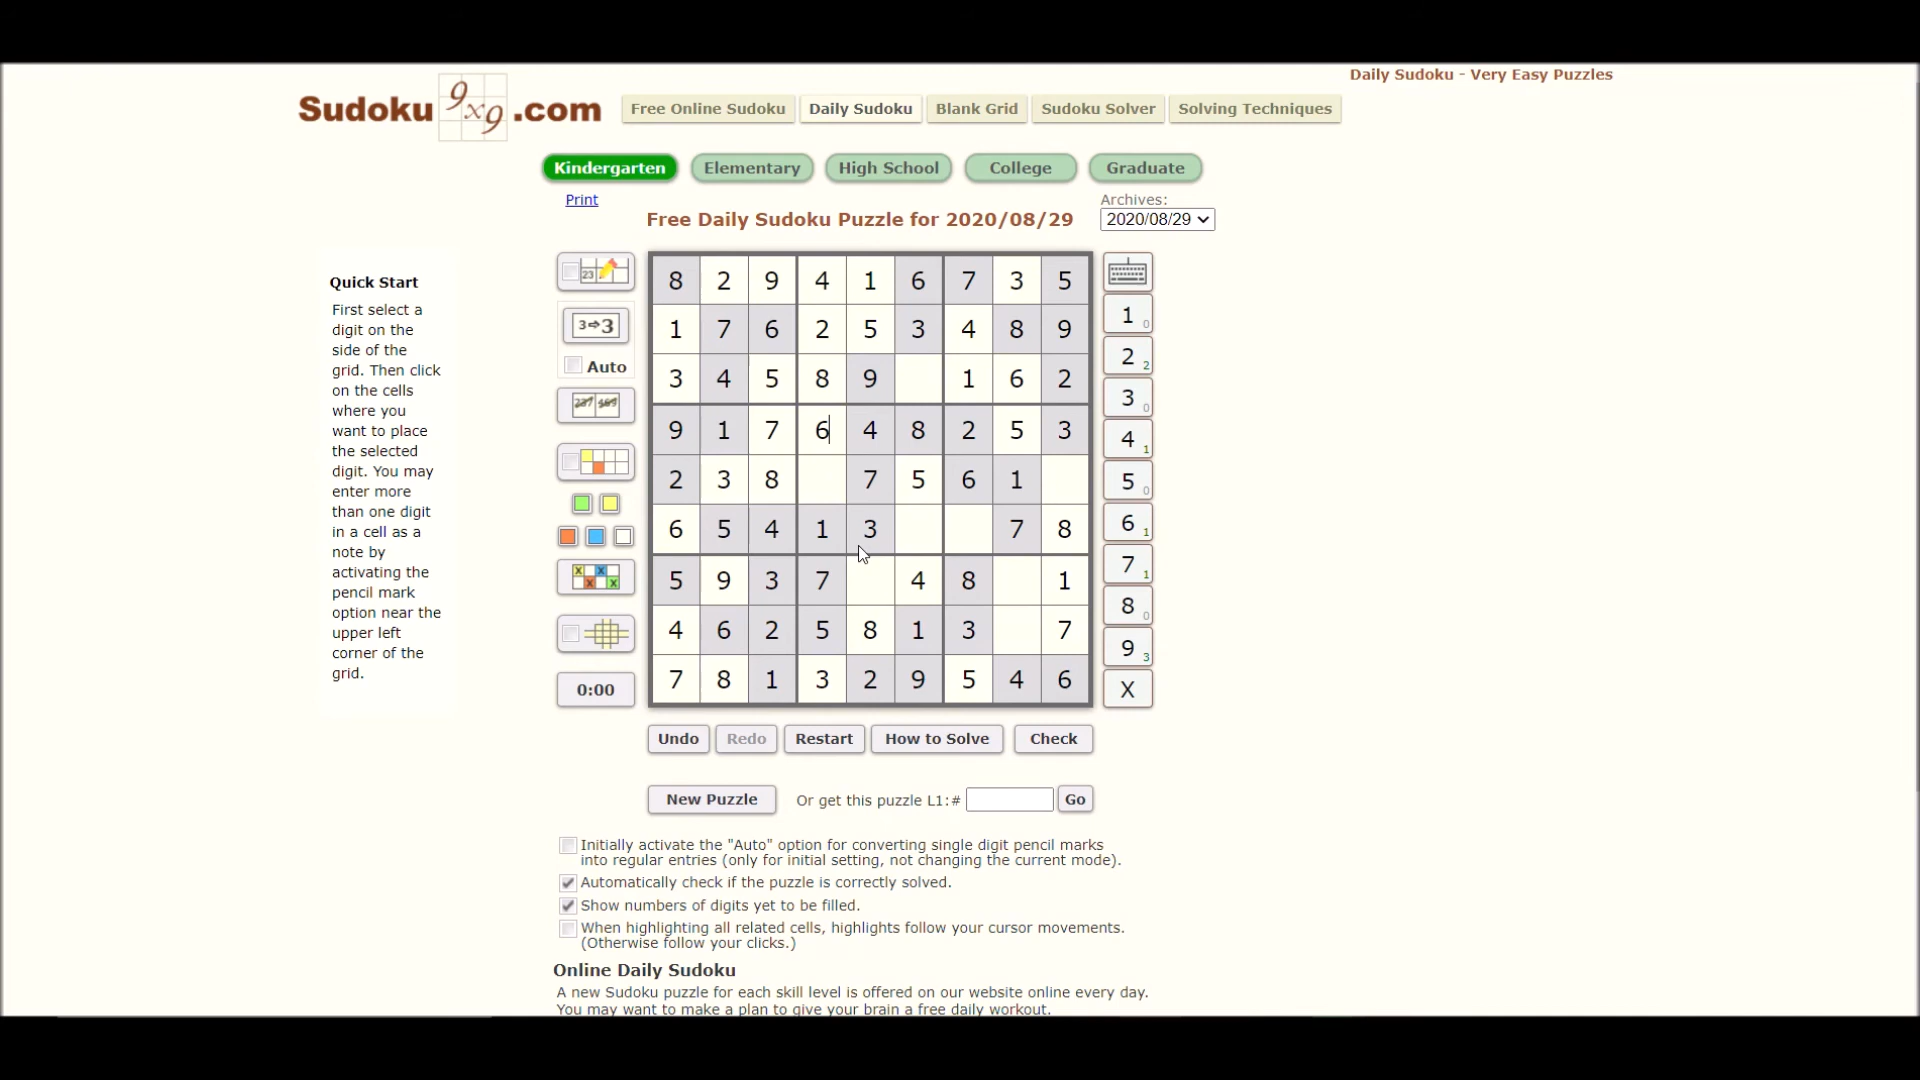 Daily Sudoku - Very Easy Puzzles
Sudoku 9x9 .com
Free Online Sudoku Daily Sudoku Blank Grid Sudoku Solver Solving Techniques
Kindergarten Elementary High School College Graduate
Print
Archives:
Free Daily Sudoku Puzzle for 2020/08/29
2020/08/29
Quick Start
First select a
digit on the
side of the
grid. Then click
on the cells
where you
want to place
the selected
digit. You may
enter more
than one digit
in a cell as a
note by
activating the
pencil mark
option near the
upper left
corner of the
grid.
23
3⇨3
Auto
237 469
X X
X X
0:00
8 2 9 4 1 6 7 3 5
1 7 6 2 5 3 4 8 9
3 4 5 8 9 1 6 2
9 1 7 6 4 8 2 5 3
2 3 8 7 5 6 1
6 5 4 1 3 7 8
5 9 3 7 4 8 1
4 6 2 5 8 1 3 7
7 8 1 3 2 9 5 4 6
1 0
2 2
3 0
4 1
5 0
6 1
7 1
8 0
9 3
X
Undo Redo Restart How to Solve Check
New Puzzle Or get this puzzle L1:# Go
Initially activate the "Auto" option for converting single digit pencil marks
into regular entries (only for initial setting, not changing the current mode).
Automatically check if the puzzle is correctly solved.
Show numbers of digits yet to be filled.
When highlighting all related cells, highlights follow your cursor movements.
(Otherwise follow your clicks.)
Online Daily Sudoku
A new Sudoku puzzle for each skill level is offered on our website online every day.
You may want to make a plan to give your brain a free daily workout.